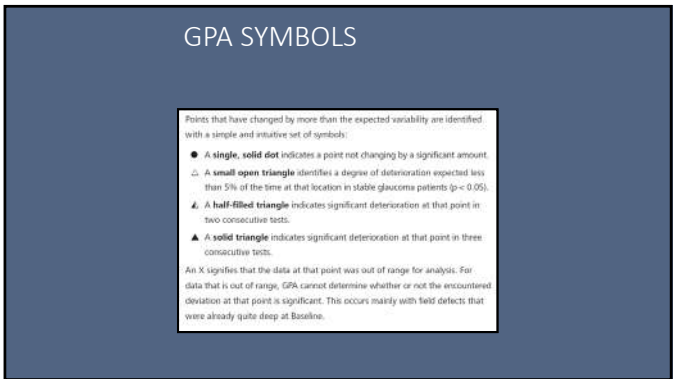 GPA SYMBOLS
Points that have changed by more than the expected variability are identified
with a simple and intuitive set of symbols:
● A single, solid dot indicates a point not changing by a significant amount.
△ A small open triangle identifies a degree of deterioration expected less
than 5% of the time at that location in stable glaucoma patients (p < 0.05).
◭ A half-filled triangle indicates significant deterioration at that point in
two consecutive tests.
▲ A solid triangle indicates significant deterioration at that point in three
consecutive tests.
An X signifies that the data at that point was out of range for analysis. For
data that is out of range, GPA cannot determine whether or not the encountered
deviation at that point is significant. This occurs mainly with field defects that
were already quite deep at Baseline.